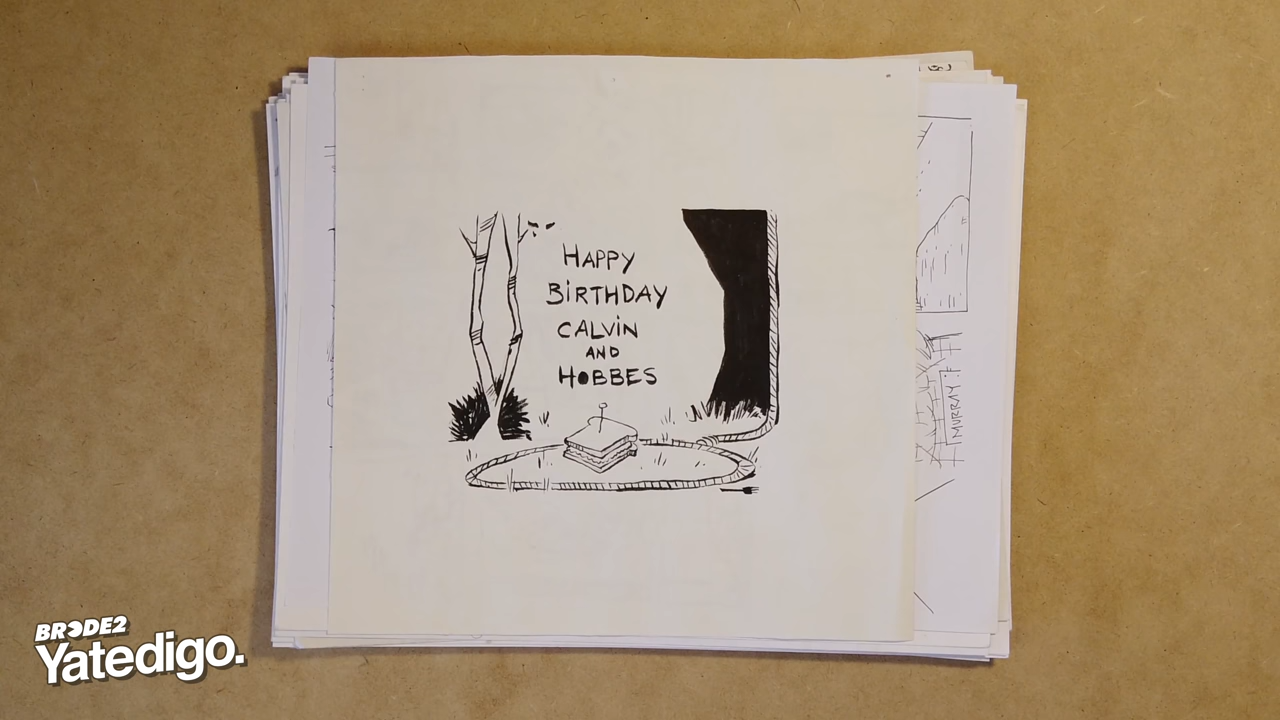 HAPPY
BiRTHDAY
CALViN
AND
HOBBES
MURRAY
BRODE2
Yatedigo.